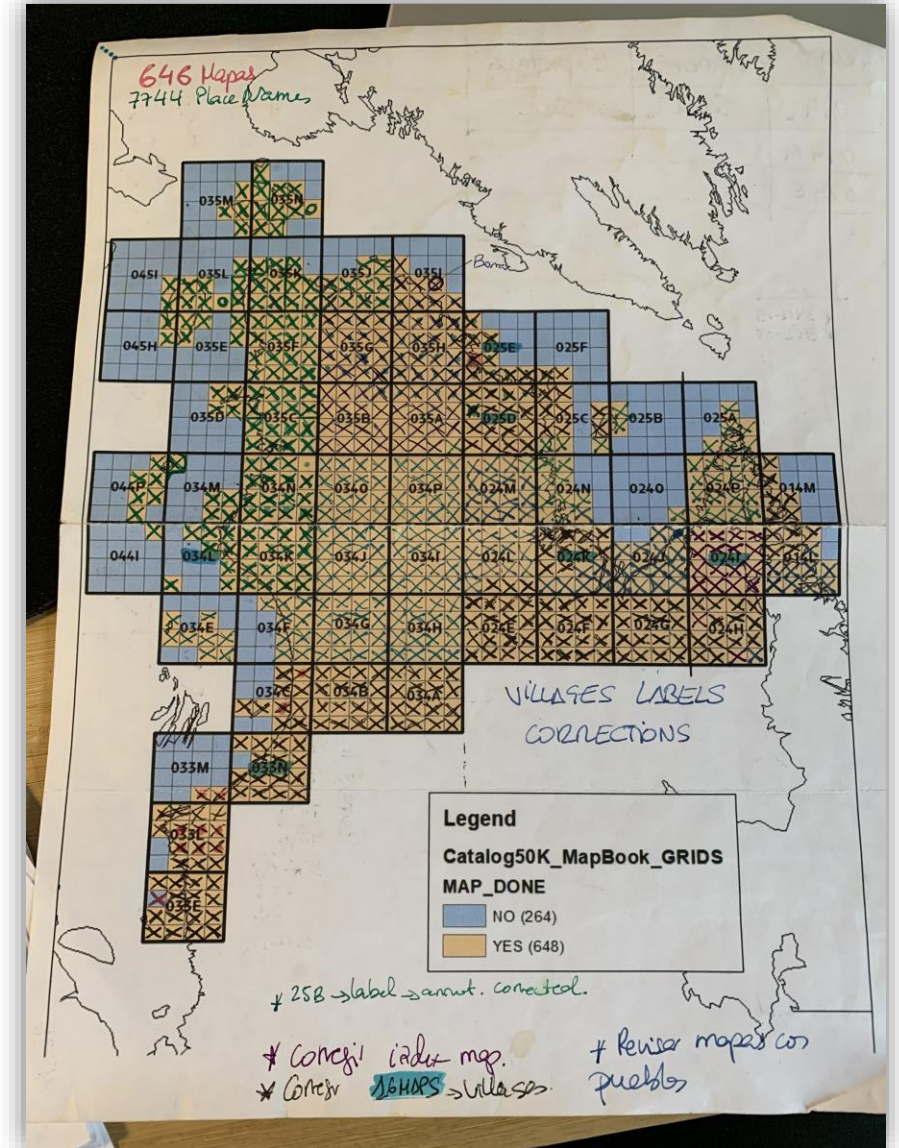 646 Mapas
7744 Place Names
035M 035N
045I 035L 035K 035J 035I
045H 035E 035F 035G 035H 025E 025F
035D 035C 035B 035A 025D 025C 025B 025A
044P 034M 034N 034O 034P 024M 024N 024O 024P 014M
044I 034L 034K 034J 034I 024L 024K 024J 024I 014L
034E 034F 034G 034H 024E 024F 024G 024H
034C 034B 034A
VILLAGES LABELS
CORRECTIONS
033M 033N
033L
033E
Legend
Catalog50K_MapBook_GRIDS
MAP_DONE
NO (264)
YES (648)
* 25B → label → annot. corrected.
* Corregir index map.
* Corregir 16 MAPS → villages.
* Revisar mapas con
pueblos